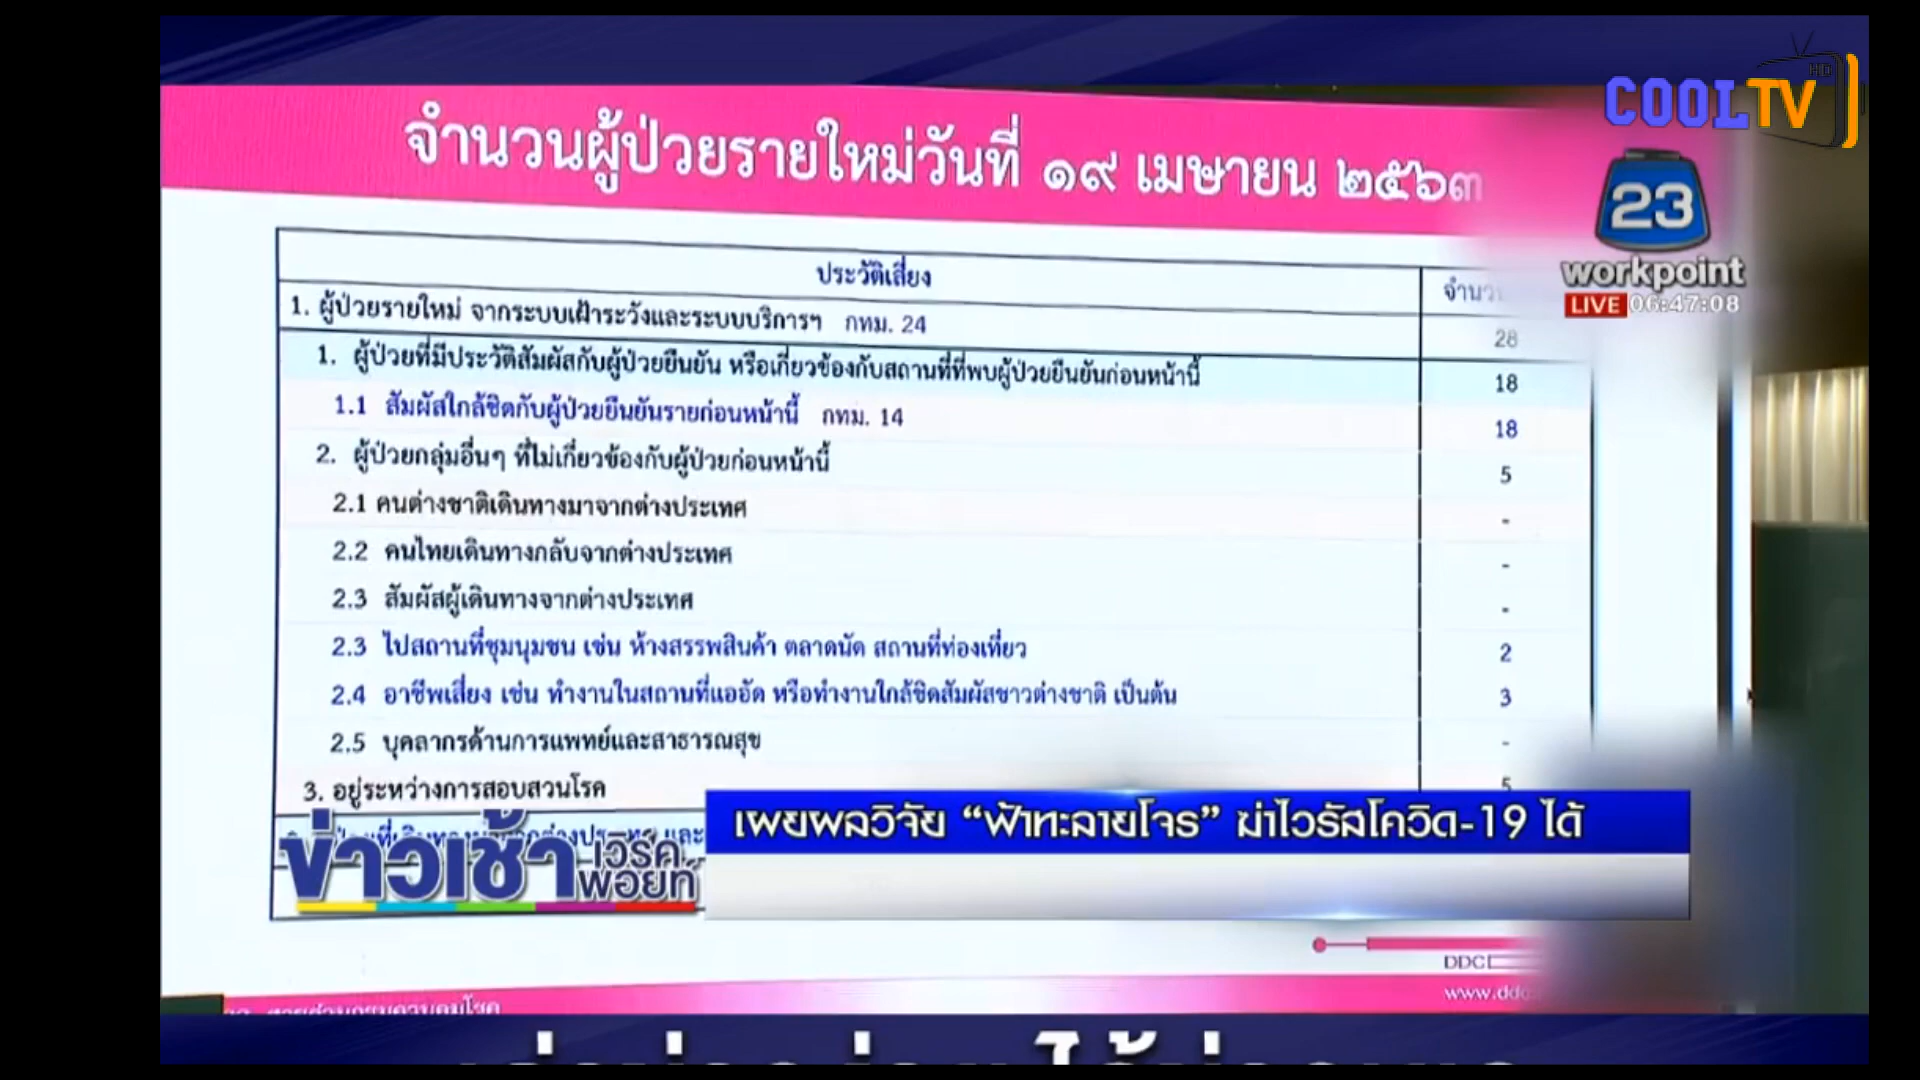 COOLTV
HD
จำนวนผู้ป่วยรายใหม่วันที่ ๑๙ เมษายน ๒๕๖๓
23
workpoint
LIVE 06:47:08
ประวัติเสี่ยง
1. ผู้ป่วยรายใหม่ จากระบบเฝ้าระวังและระบบบริการฯ กทม. 24 28
1. ผู้ป่วยที่มีประวัติสัมผัสกับผู้ป่วยยืนยัน หรือเกี่ยวข้องกับสถานที่ที่พบผู้ป่วยยืนยันก่อนหน้านี้ 18
1.1 สัมผัสใกล้ชิดกับผู้ป่วยยืนยันรายก่อนหน้านี้ กทม. 14 18
2. ผู้ป่วยกลุ่มอื่นๆ ที่ไม่เกี่ยวข้องกับผู้ป่วยก่อนหน้านี้ 5
2.1 คนต่างชาติเดินทางมาจากต่างประเทศ -
2.2 คนไทยเดินทางกลับจากต่างประเทศ -
2.3 สัมผัสผู้เดินทางจากต่างประเทศ -
2.3 ไปสถานที่ชุมนุมชน เช่น ห้างสรรพสินค้า ตลาดนัด สถานที่ท่องเที่ยว 2
2.4 อาชีพเสี่ยง เช่น ทำงานในสถานที่แออัด หรือทำงานใกล้ชิดสัมผัสชาวต่างชาติ เป็นต้น 3
2.5 บุคลากรด้านการแพทย์และสาธารณสุข -
3. อยู่ระหว่างการสอบสวนโรค 5
เผยผลวิจัย “ฟ้าทะลายโจร” ฆ่าไวรัสโควิด-19 ได้
ข่าวเช้า เวิร์คพอยท์
DDC